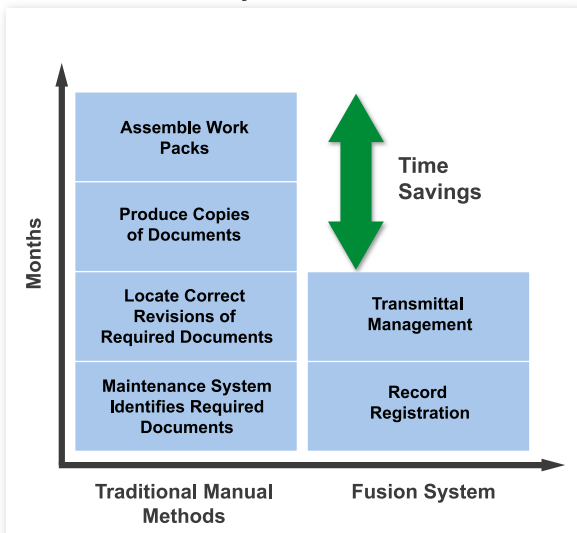 Assemble Work
Packs
Produce Copies
of Documents
Locate Correct
Revisions of
Required Documents
Maintenance System
Identifies Required
Documents
Time
Savings
Transmittal
Management
Record
Registration
Months
Traditional Manual
Methods
Fusion System